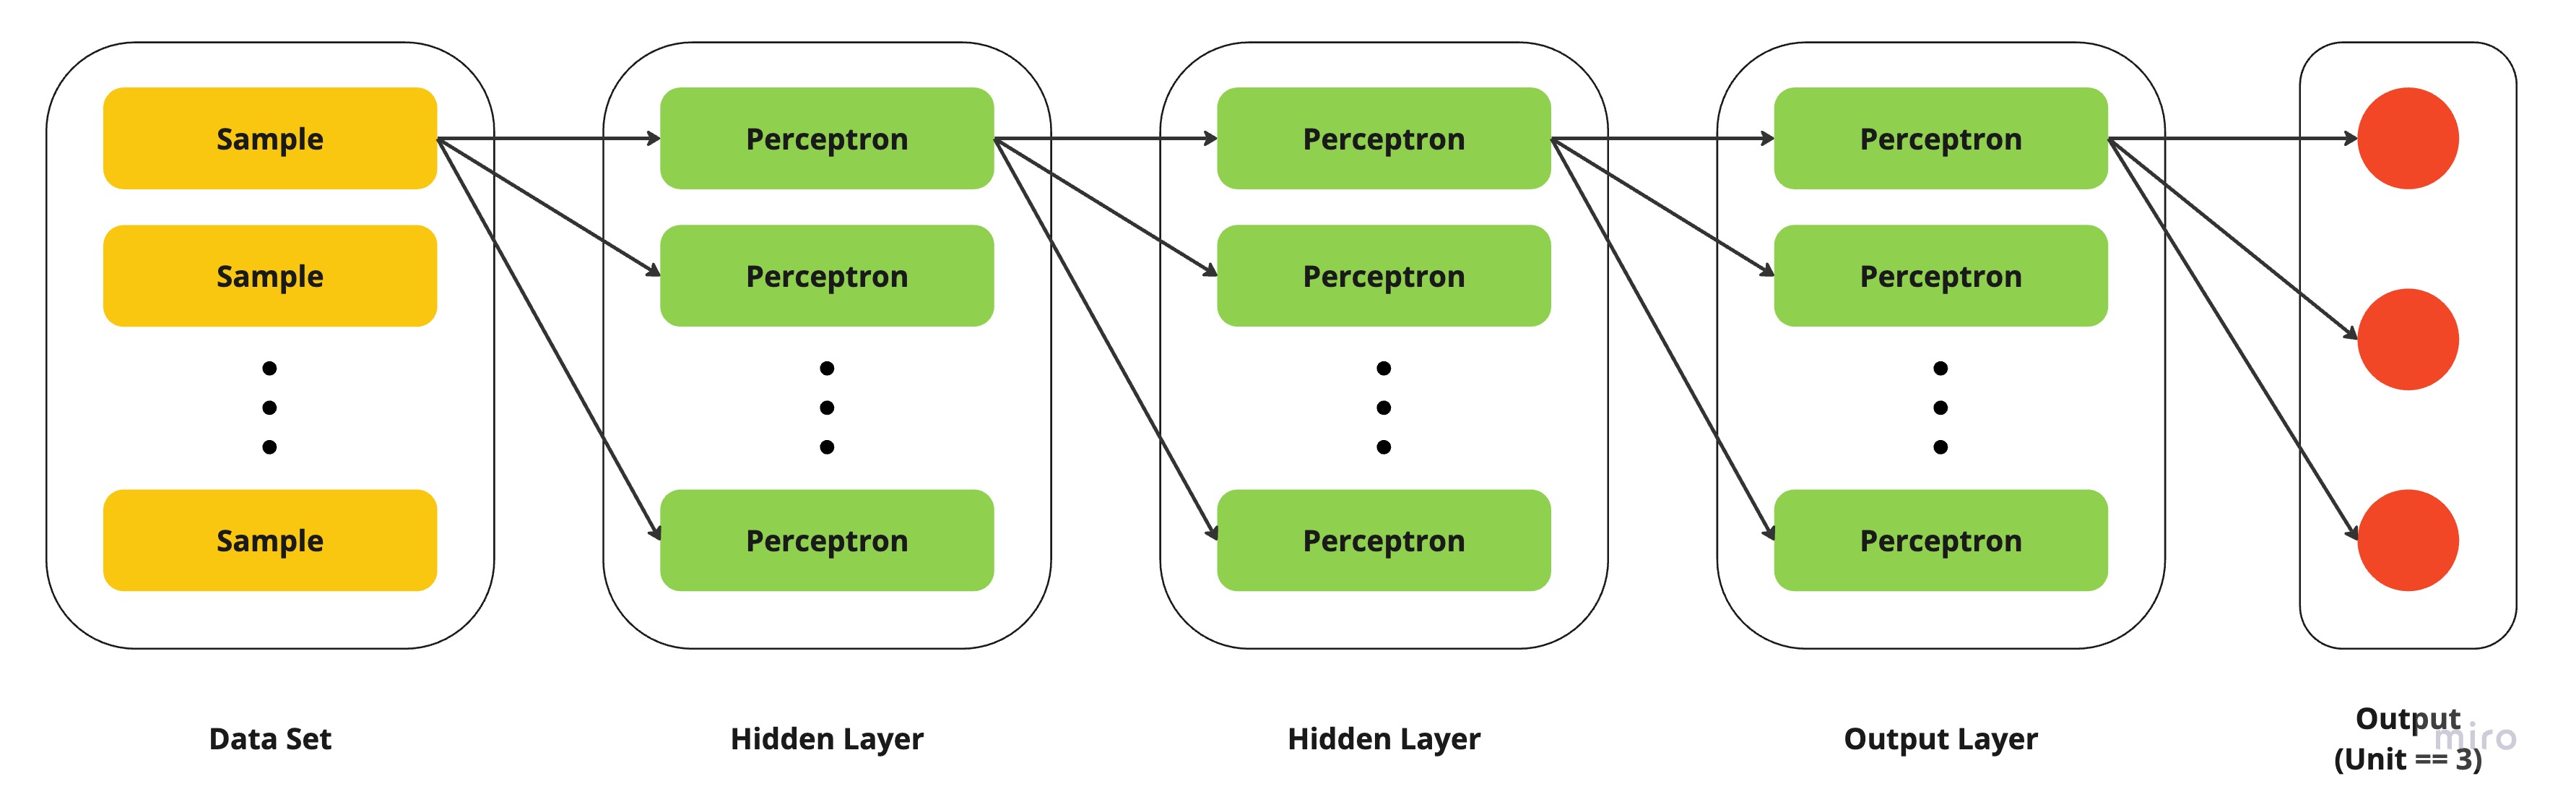 Sample
Perceptron
Perceptron
Perceptron
Sample
Perceptron
Perceptron
Perceptron
Sample
Perceptron
Perceptron
Perceptron
Data Set
Hidden Layer
Hidden Layer
Output Layer
Output
(Unit == 3)
miro